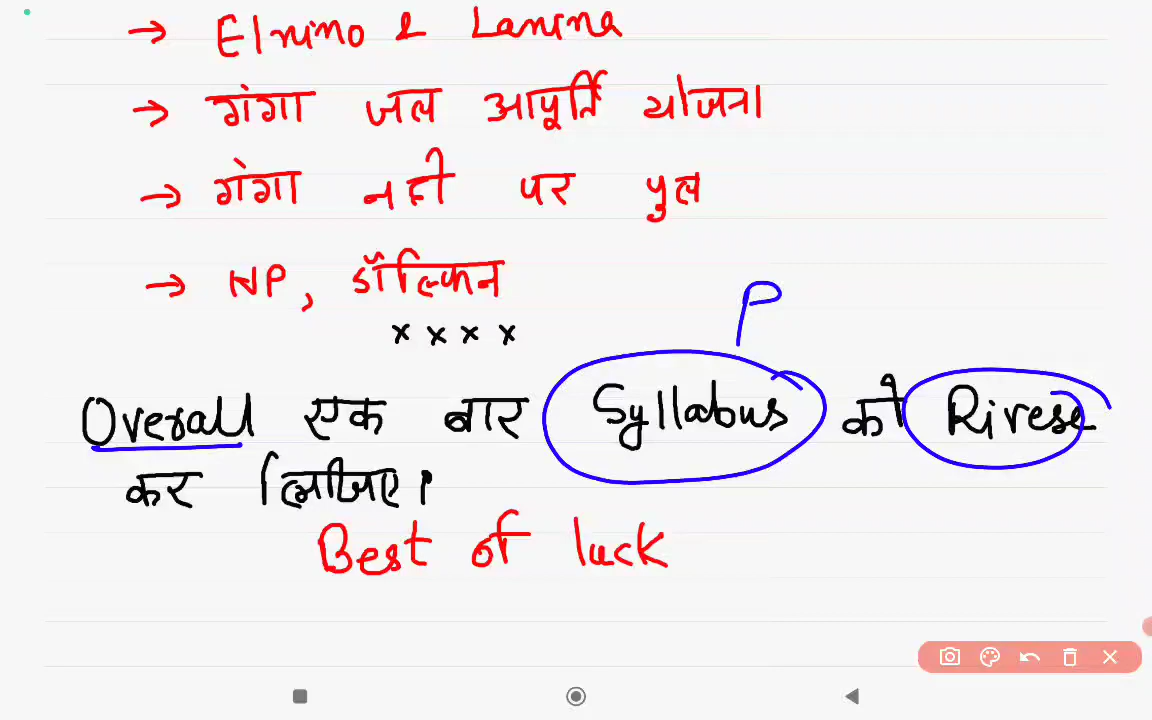 → Elnino & Lanina
→ गंगा जल आपूर्ति योजना
→ गंगा नदी पर पुल
→ NP, डॉल्फिन
x x x x
P
Overall एक बार Syllabus को Rivese
कर लिजिए।
Best of luck